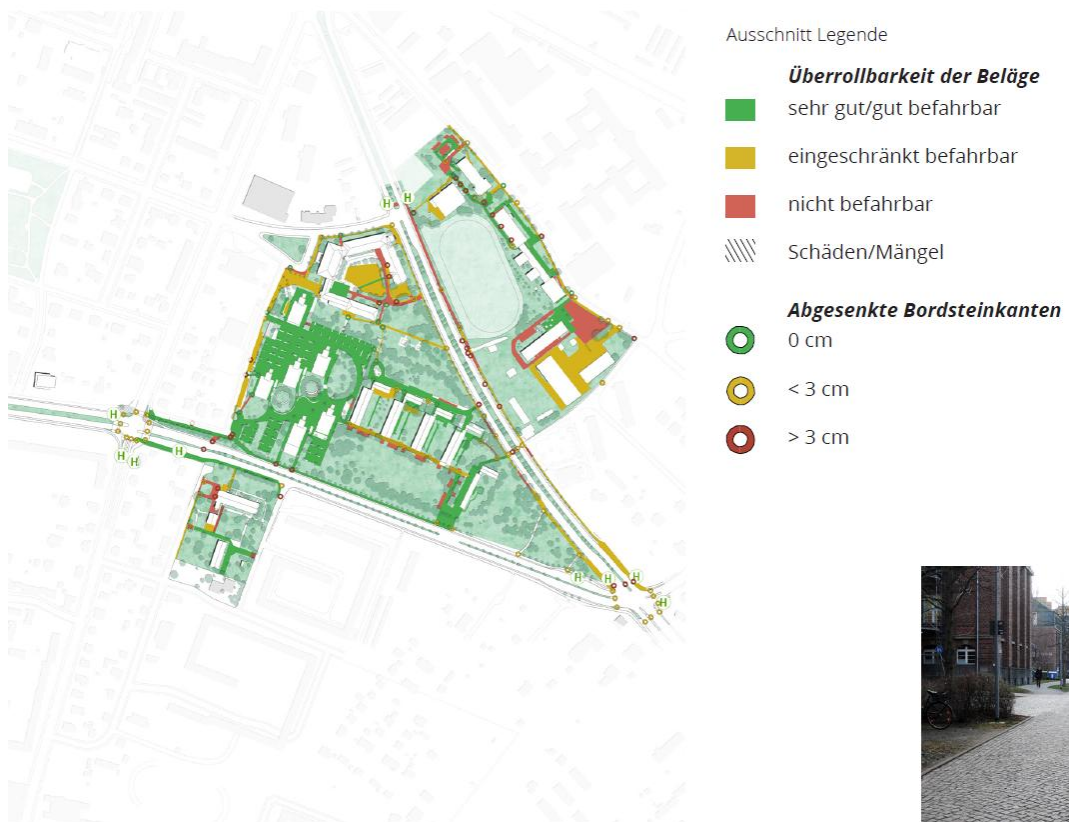 Ausschnitt Legende
Überrollbarkeit der Beläge
sehr gut/gut befahrbar
eingeschränkt befahrbar
nicht befahrbar
Schäden/Mängel
Abgesenkte Bordsteinkanten
0 cm
< 3 cm
> 3 cm
H H
H
H
H H
H H
H